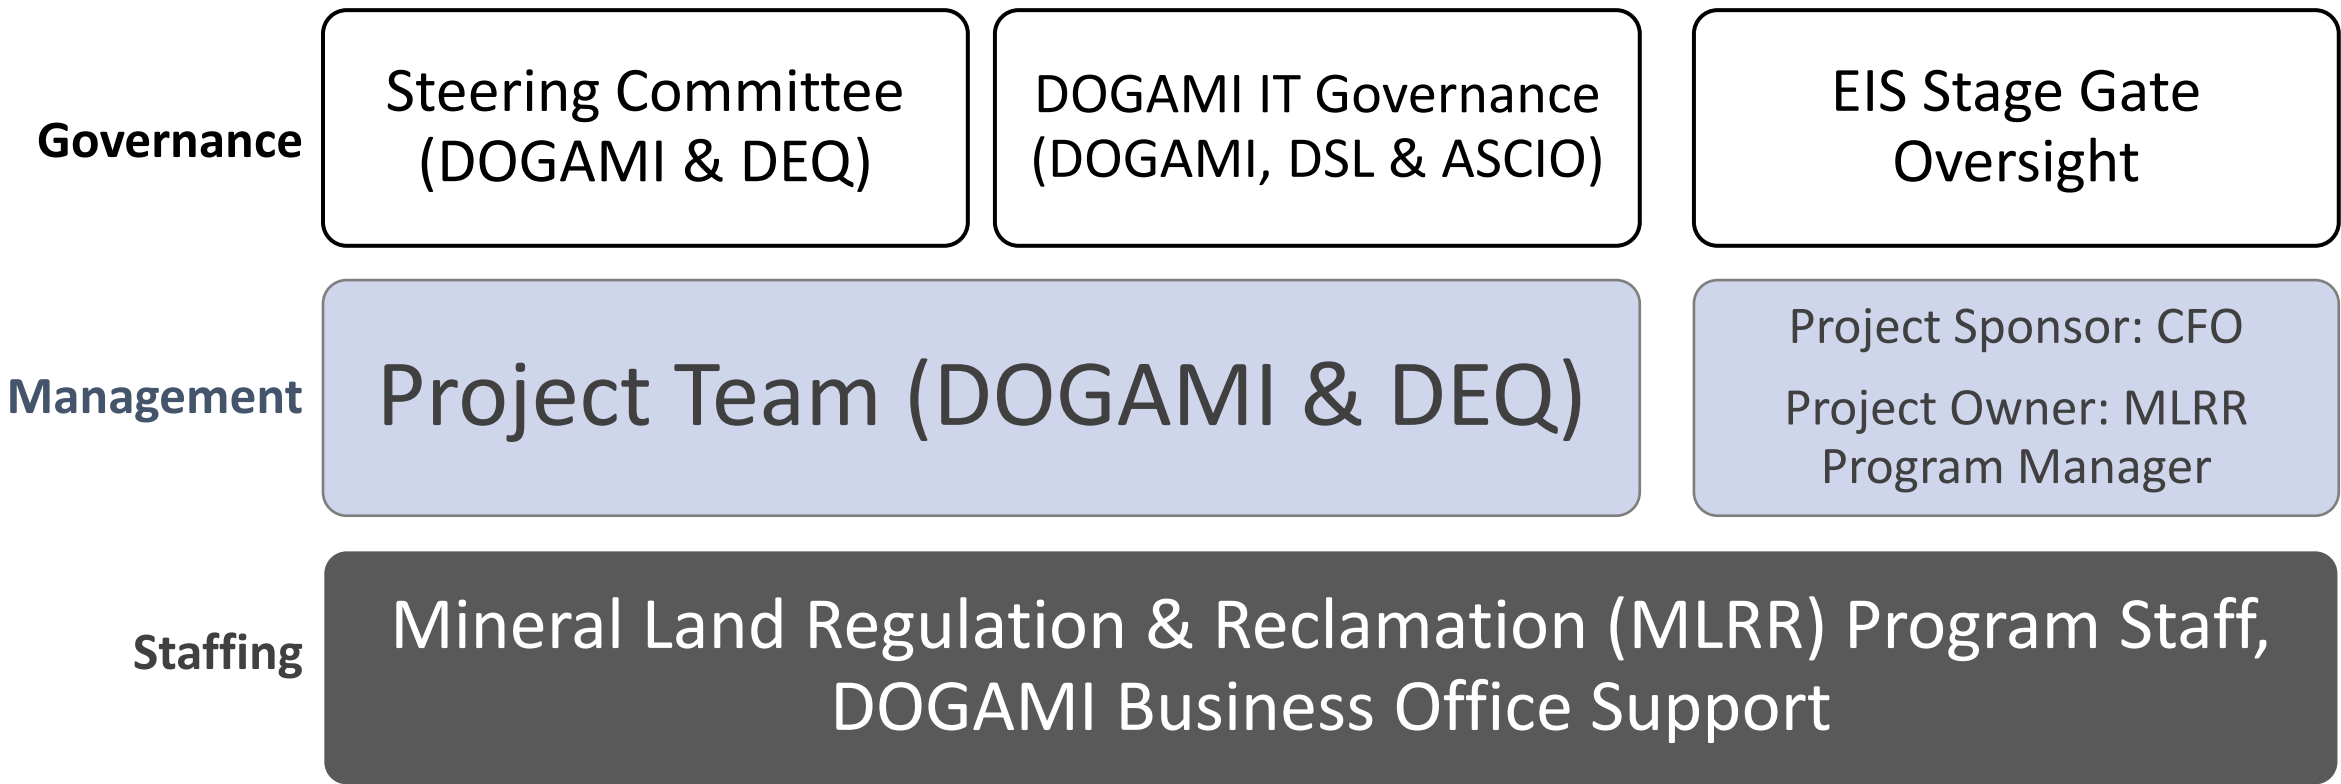 Governance
Steering Committee
(DOGAMI & DEQ)
DOGAMI IT Governance
(DOGAMI, DSL & ASCIO)
EIS Stage Gate
Oversight
Management
Project Team (DOGAMI & DEQ)
Project Sponsor: CFO
Project Owner: MLRR
Program Manager
Staffing
Mineral Land Regulation & Reclamation (MLRR) Program Staff,
DOGAMI Business Office Support